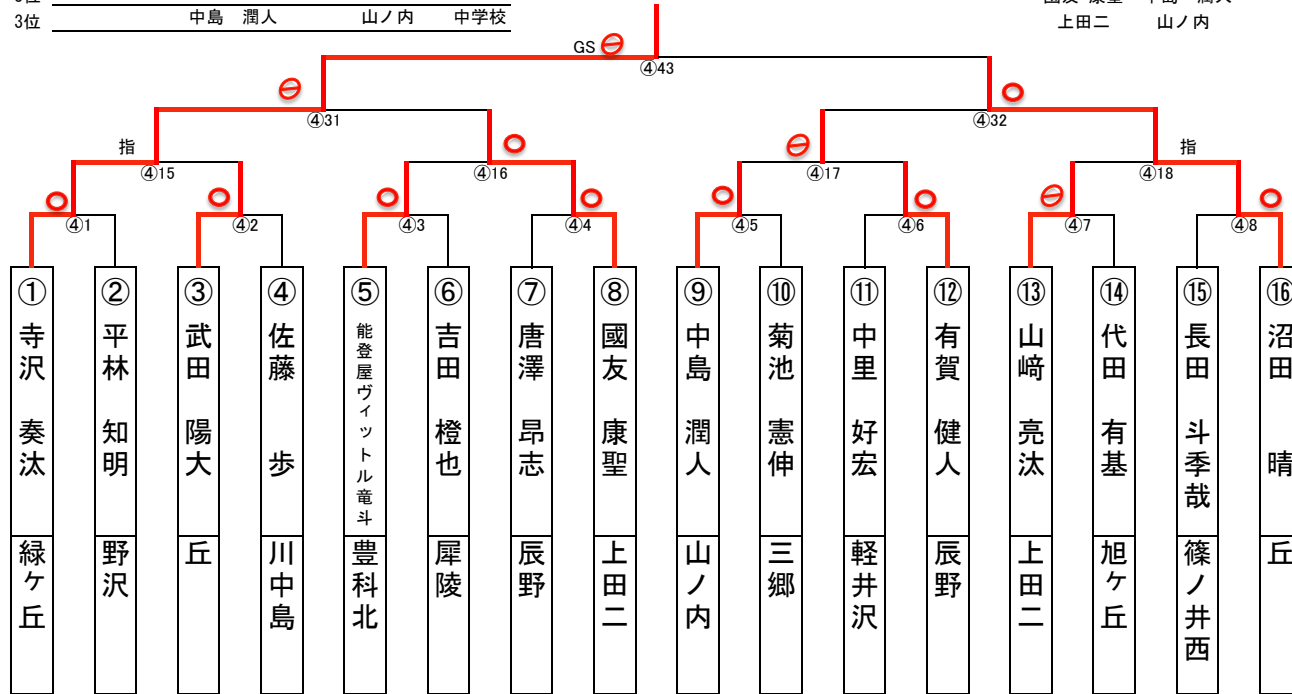 中島 潤人 山ノ内 中学校
3位
上田二 山ノ内
GS
④43
④31 ④32
指 指
④15 ④16 ④17 ④18
④1 ④2 ④3 ④4 ④5 ④6 ④7 ④8
① ② ③ ④ ⑤ ⑥ ⑦ ⑧ ⑨ ⑩ ⑪ ⑫ ⑬ ⑭ ⑮ ⑯
寺沢 奏汰 緑ヶ丘
平林 知明 野沢
武田 陽大 丘
佐藤 歩 川中島
能登屋ヴィットル竜斗 豊科北
吉田 橙也 犀陵
唐澤 昂志 辰野
國友 康聖 上田二
中島 潤人 山ノ内
菊池 憲伸 三郷
中里 好宏 軽井沢
有賀 健人 辰野
山﨑 亮汰 上田二
代田 有基 旭ケ丘
長田 斗季哉 篠ノ井西
沼田 晴 丘